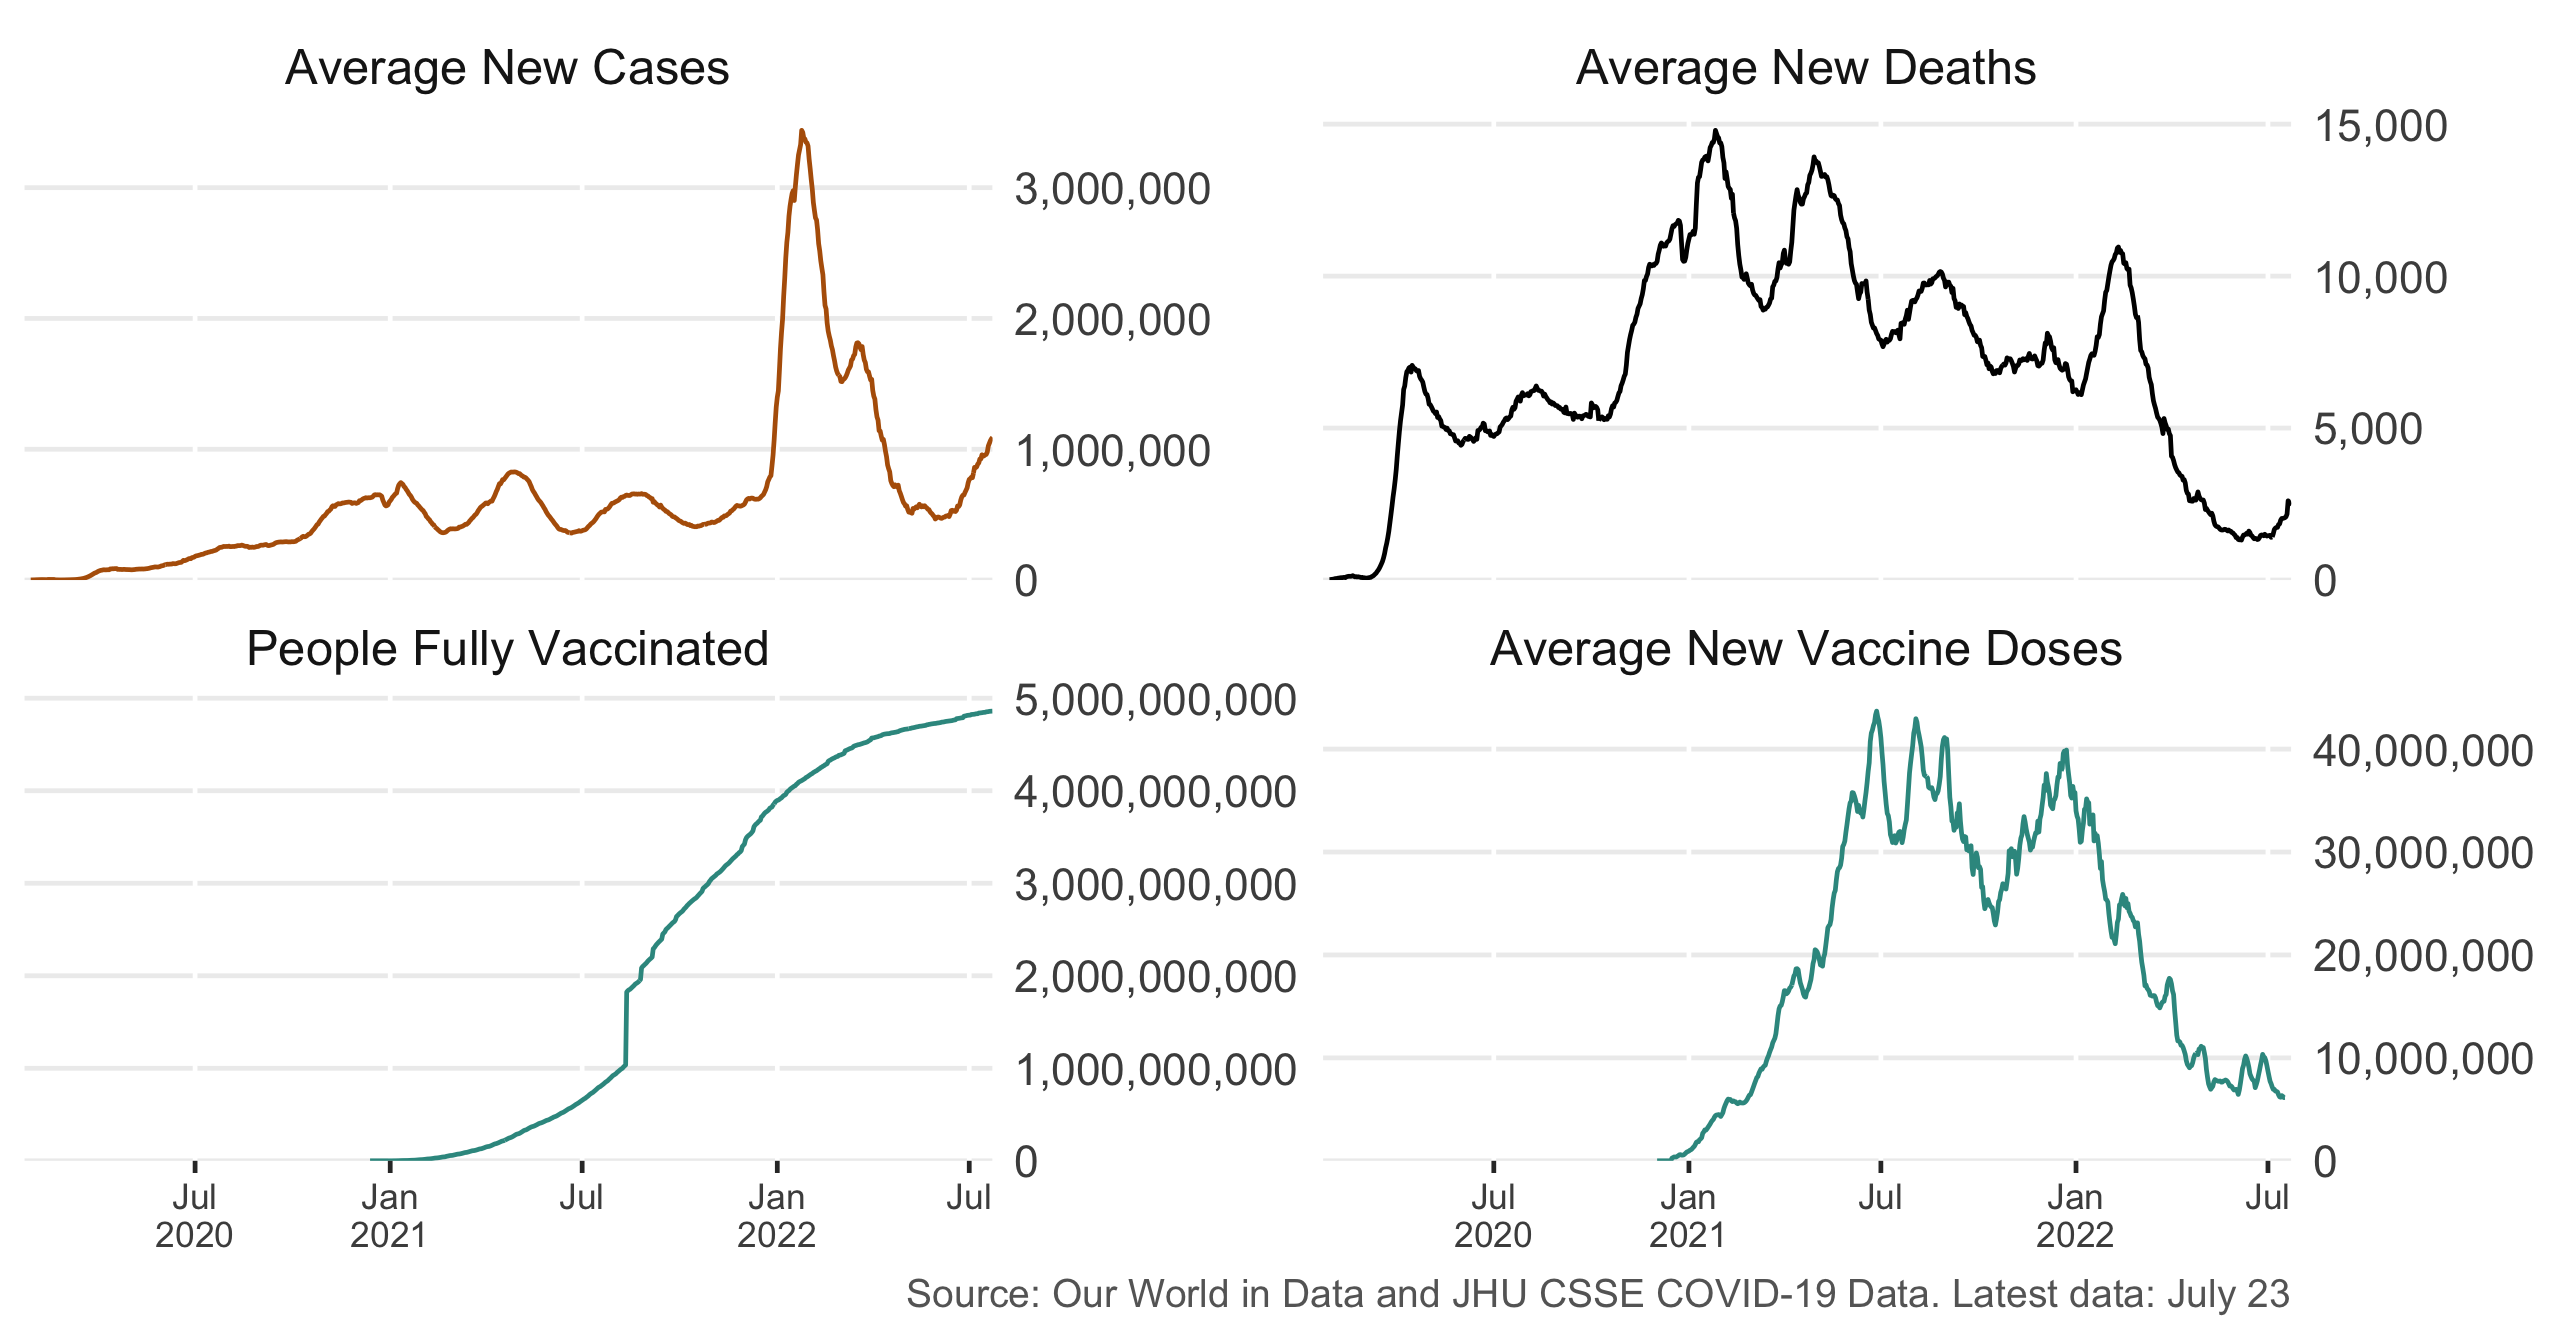 Average New Cases
3,000,000
2,000,000
1,000,000
0
Average New Deaths
15,000
10,000
5,000
0
People Fully Vaccinated
5,000,000,000
4,000,000,000
3,000,000,000
2,000,000,000
1,000,000,000
0
Jul Jan Jul Jan Jul
2020 2021 2022
Average New Vaccine Doses
40,000,000
30,000,000
20,000,000
10,000,000
0
Jul Jan Jul Jan Jul
2020 2021 2022
Source: Our World in Data and JHU CSSE COVID-19 Data. Latest data: July 23